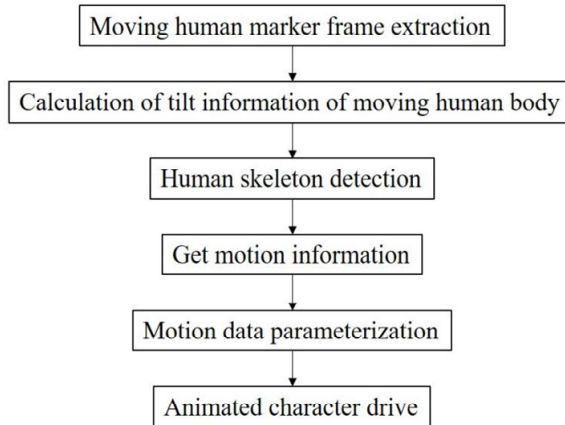 Moving human marker frame extraction
Calculation of tilt information of moving human body
Human skeleton detection
Get motion information
Motion data parameterization
Animated character drive